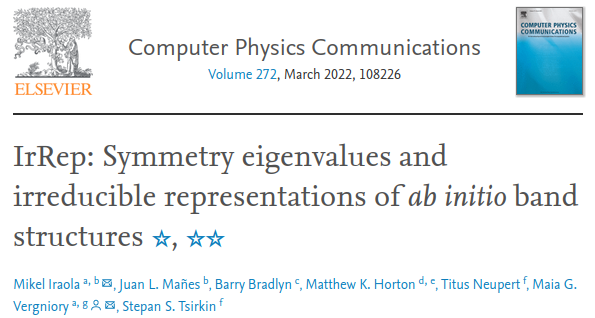 ELSEVIER
Computer Physics Communications
Volume 272, March 2022, 108226
COMPUTER PHYSICS
COMMUNICATIONS
IrRep: Symmetry eigenvalues and
irreducible representations of ab initio band
structures ☆, ☆☆
Mikel Iraola a, b ✉, Juan L. Mañes b, Barry Bradlyn c, Matthew K. Horton d, e, Titus Neupert f, Maia G.
Vergniory a, g ✉, Stepan S. Tsirkin f